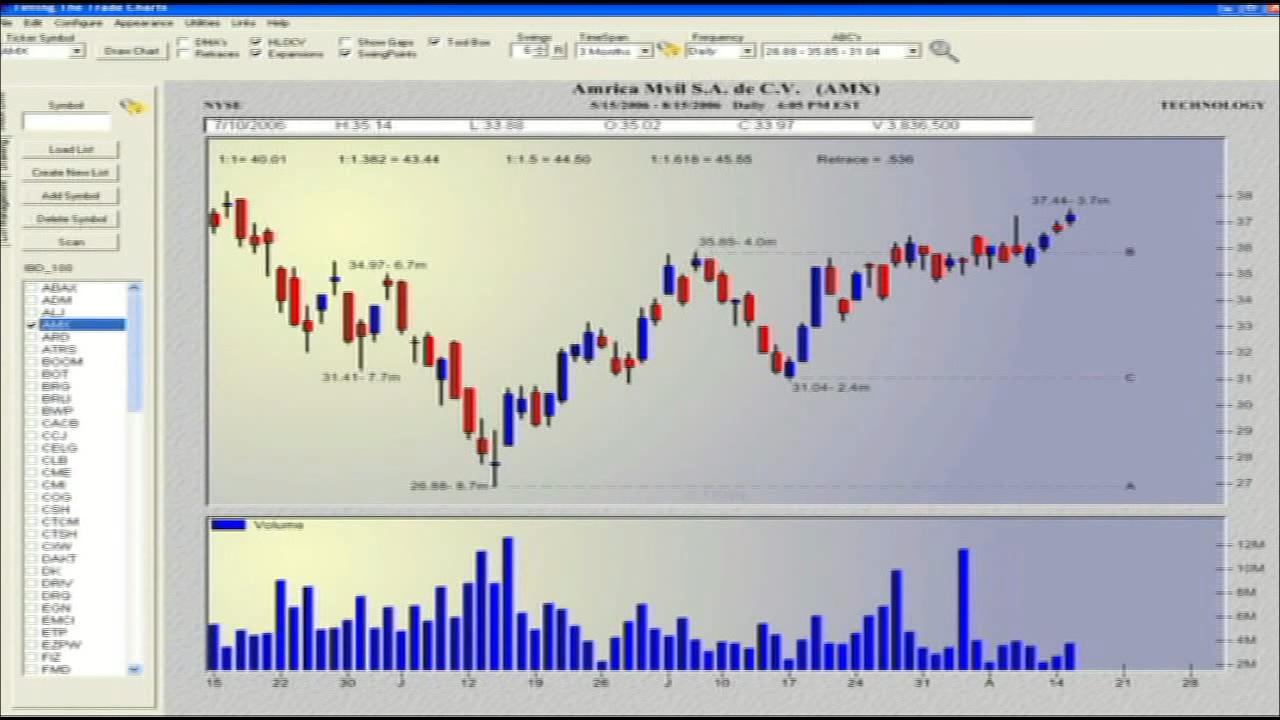 Timing The Trade Charts
Edit Configure Appearance Utilities Links Help
Ticker Symbol
AMX
Draw Chart
DMA's
HLOCV
Show Gaps
Tool Box
Retraces
Expansions
SwingPoints
Swings
R
TimeSpan
3 Months
Frequency
Daily
ABC's
26.88 - 35.85 - 31.04
Symbol
Load List
Create New List
Add Symbol
Delete Symbol
Scan
IBD_100
ABAX
ADM
ALJ
AMX
ARD
ATRS
BOOM
BOT
BRG
BRLI
BWP
CACB
CCJ
CELG
CLB
CME
CMI
COG
CSH
CTCM
CTSH
CXW
DAKT
DK
DRIV
DRQ
EGN
EMCI
ETP
EZPW
FIZ
FMD
Amrica Mvil S.A. de C.V. (AMX)
NYSE
5/15/2006 - 8/15/2006 Daily 4:05 PM EST
TECHNOLOGY
7/10/2006 H:35.14 L:33.88 O:35.02 C:33.97 V:3,836,500
1:1= 40.01 1:1.382 = 43.44 1:1.5 = 44.50 1:1.618 = 45.55 Retrace = .536
37.44- 3.7m
35.85- 4.0m
34.97- 6.7m
31.41- 7.7m
31.04- 2.4m
26.88- 8.7m
B
C
A
38
37
36
35
34
33
32
31
30
29
28
27
Volume
12M
10M
8M
6M
4M
2M
15 22 30 J 12 19 26 J 10 17 24 31 A 14 21 28